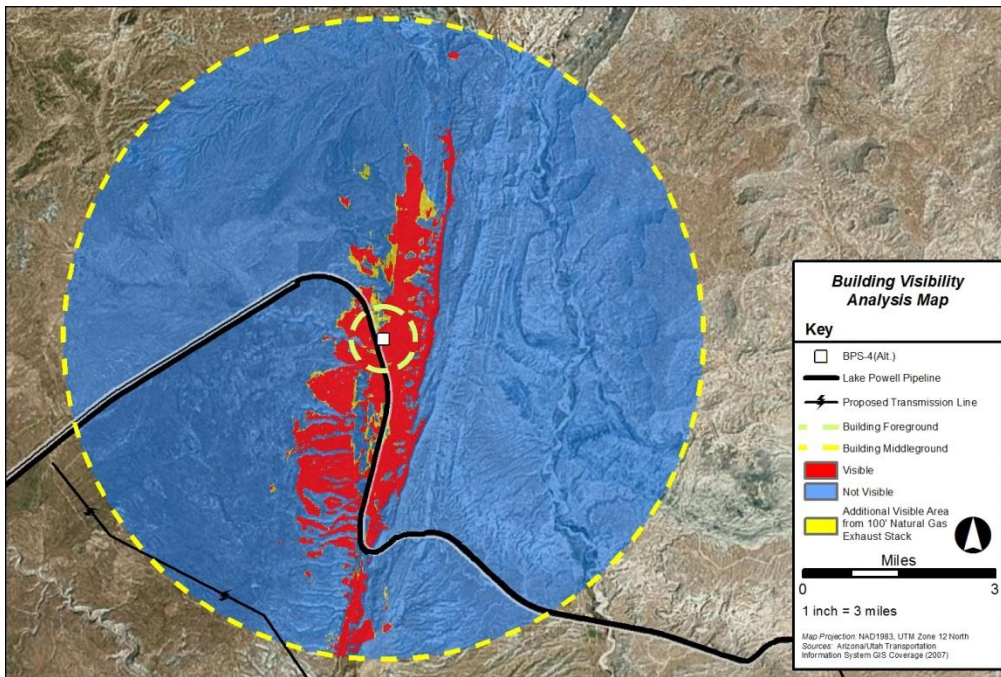 Building Visibility
Analysis Map
Key
BPS-4(Alt.)
Lake Powell Pipeline
Proposed Transmission Line
Building Foreground
Building Middleground
Visible
Not Visible
Additional Visible Area
from 100' Natural Gas
Exhaust Stack
Miles
0 3
1 inch = 3 miles
Map Projection: NAD1983, UTM Zone 12 North
Sources: Arizona/Utah Transportation
Information System GIS Coverage (2007)